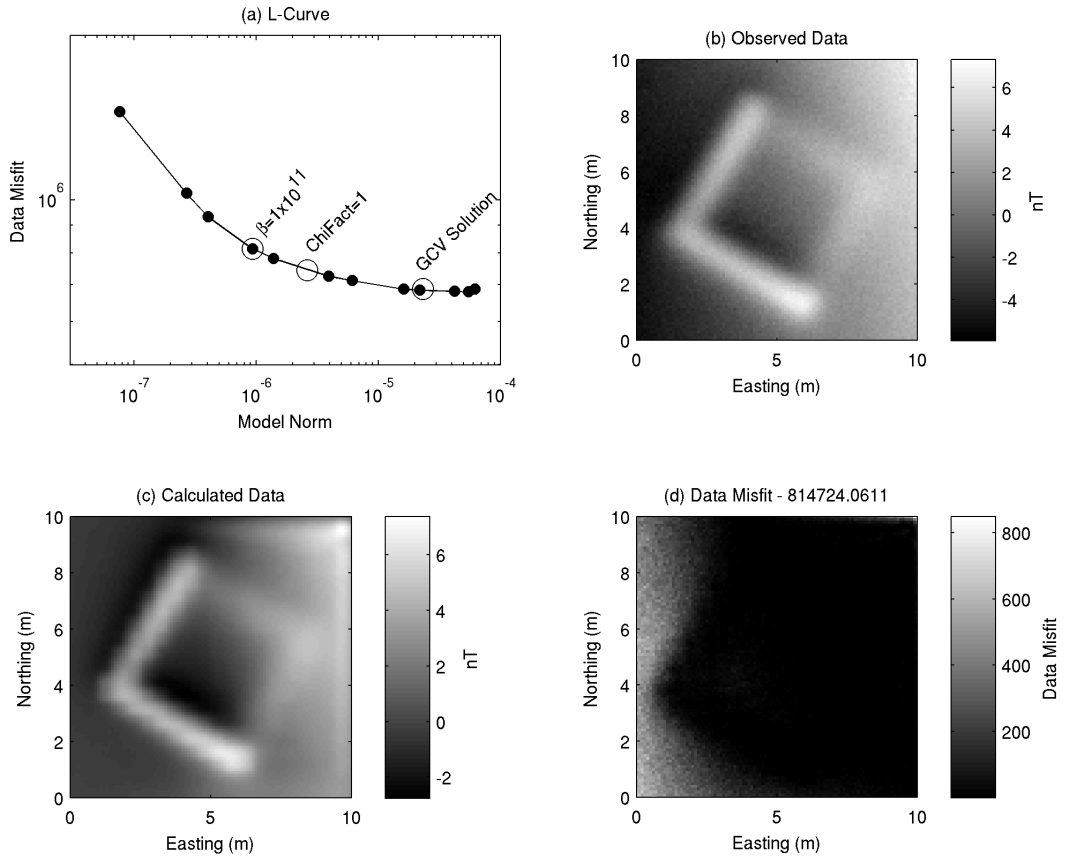 (a) L-Curve
Data Misfit
10^6
β=1x10^11
ChiFact=1
GCV Solution
10^-7
10^-6
10^-5
10^-4
Model Norm
(b) Observed Data
Northing (m)
10
8
6
4
2
0
0
5
10
Easting (m)
6
4
2
0
-2
-4
nT
(c) Calculated Data
Northing (m)
10
8
6
4
2
0
0
5
10
Easting (m)
6
4
2
0
-2
nT
(d) Data Misfit - 814724.0611
Northing (m)
10
8
6
4
2
0
0
5
10
Easting (m)
800
600
400
200
Data Misfit